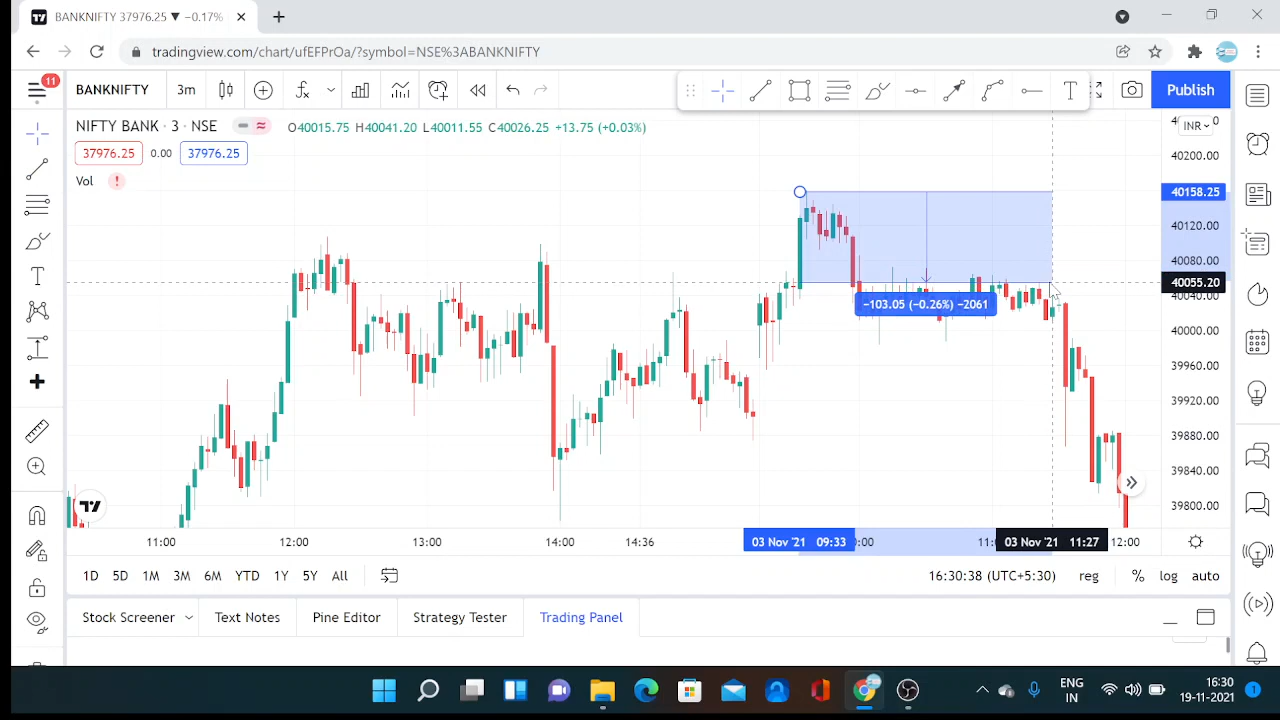 BANKNIFTY 37976.25 ▼ −0.17%
tradingview.com/chart/ufEFPrOa/?symbol=NSE%3ABANKNIFTY
11
BANKNIFTY 3m Publish
NIFTY BANK · 3 · NSE O40015.75 H40041.20 L40011.55 C40026.25 +13.75 (+0.03%)
INR
37976.25 0.00 37976.25
40200.00
Vol !
40158.25
40120.00
40080.00
40055.20
40040.00
−103.05 (−0.26%) −2061
40000.00
39960.00
39920.00
39880.00
39840.00
39800.00
11:00 12:00 13:00 14:00 14:36 03 Nov '21 09:33 03 Nov '21 11:27 12:00
1D 5D 1M 3M 6M YTD 1Y 5Y All 16:30:38 (UTC+5:30) reg % log auto
Stock Screener Text Notes Pine Editor Strategy Tester Trading Panel
ENG 16:30
IN 19-11-2021 1